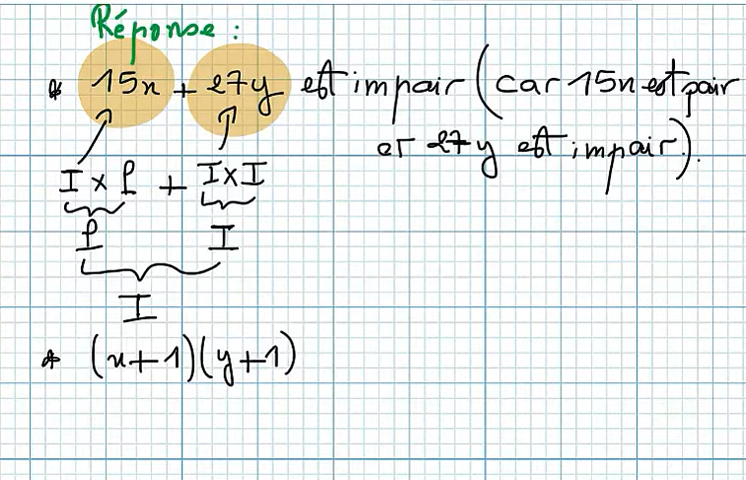 Réponse :
* 15x + 27y est impair (car 15x est pair
et 27y est impair).
I × P + I × I
P I
I
* (x+1)(y+1)